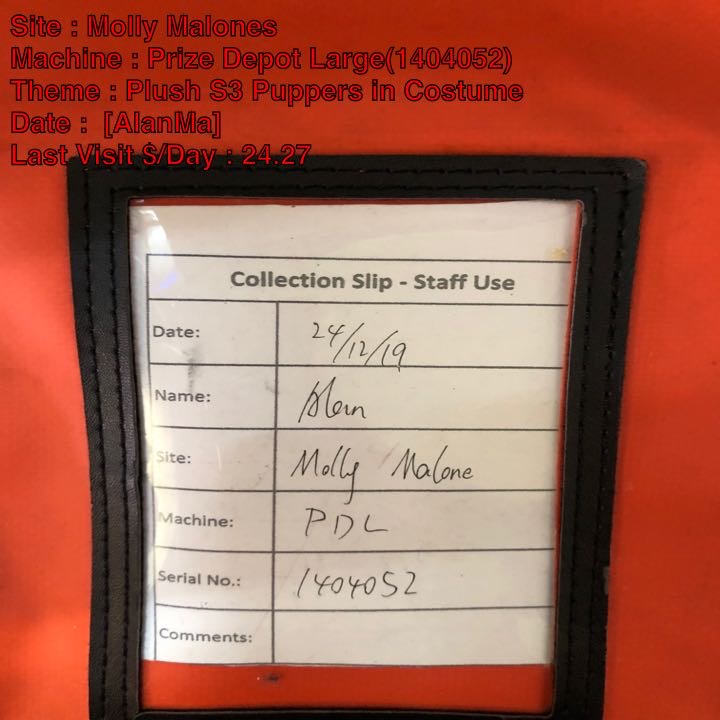 Site : Molly Malones
Machine : Prize Depot Large(1404052)
Theme : Plush S3 Puppers in Costume
Date :  [AlanMa]
Last Visit $/Day : 24.27
Collection Slip - Staff Use
Date: 24/12/19
Name: Alan
Site: Molly Malone
Machine: PDL
Serial No.: 1404052
Comments: